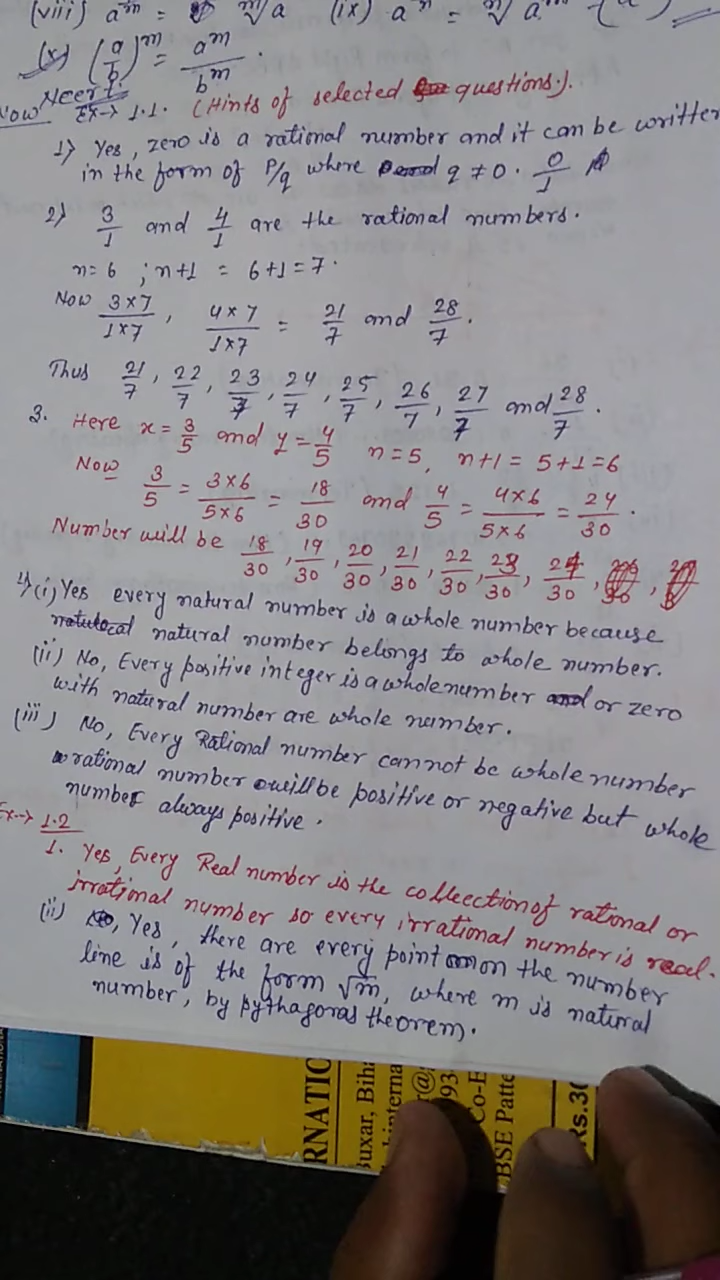 (viii) a^m = ᵐ√a (ix) a^m = ⁿ√a
(x) (a/b)^m = a^m/b^m.
Now Ncert.
Ex→ 1.1. (Hints of selected questions.).
1) Yes, zero is a rational number and it can be written
in the form of P/q where q ≠ 0. 0/1
2) 3/1 and 4/1 are the rational numbers.
n=6 ; n+1 = 6+1=7.
Now 3×7/1×7, 4×7/1×7 = 21/7 and 28/7.
Thus 21/7, 22/7, 23/7, 24/7, 25/7, 26/7, 27/7 and 28/7.
3. Here x = 3/5 and y = 4/5 n=5, n+1 = 5+1=6
Now 3/5 = 3×6/5×6 = 18/30 and 4/5 = 4×6/5×6 = 24/30.
Number will be 18/30, 19/30, 20/30, 21/30, 22/30, 23/30, 24/30,
4) (i) Yes every natural number is a whole number because
natural number belongs to whole number.
(ii) No, Every positive integer is a whole number or zero
with natural number are whole number.
(iii) No, Every Rational number cannot be whole number
rational number will be positive or negative but whole
number always positive.
Ex→ 1.2
1. Yes, Every Real number is the colleection of rational or
irrational number so every irrational number is real.
(ii) Yes, there are every point on the number
line is of the form √m, where m is natural
number, by pythagoras theorem.
RNATIO
Buxar, Biha
interna
r@
93
Co-E
BSE Patte
Rs.30